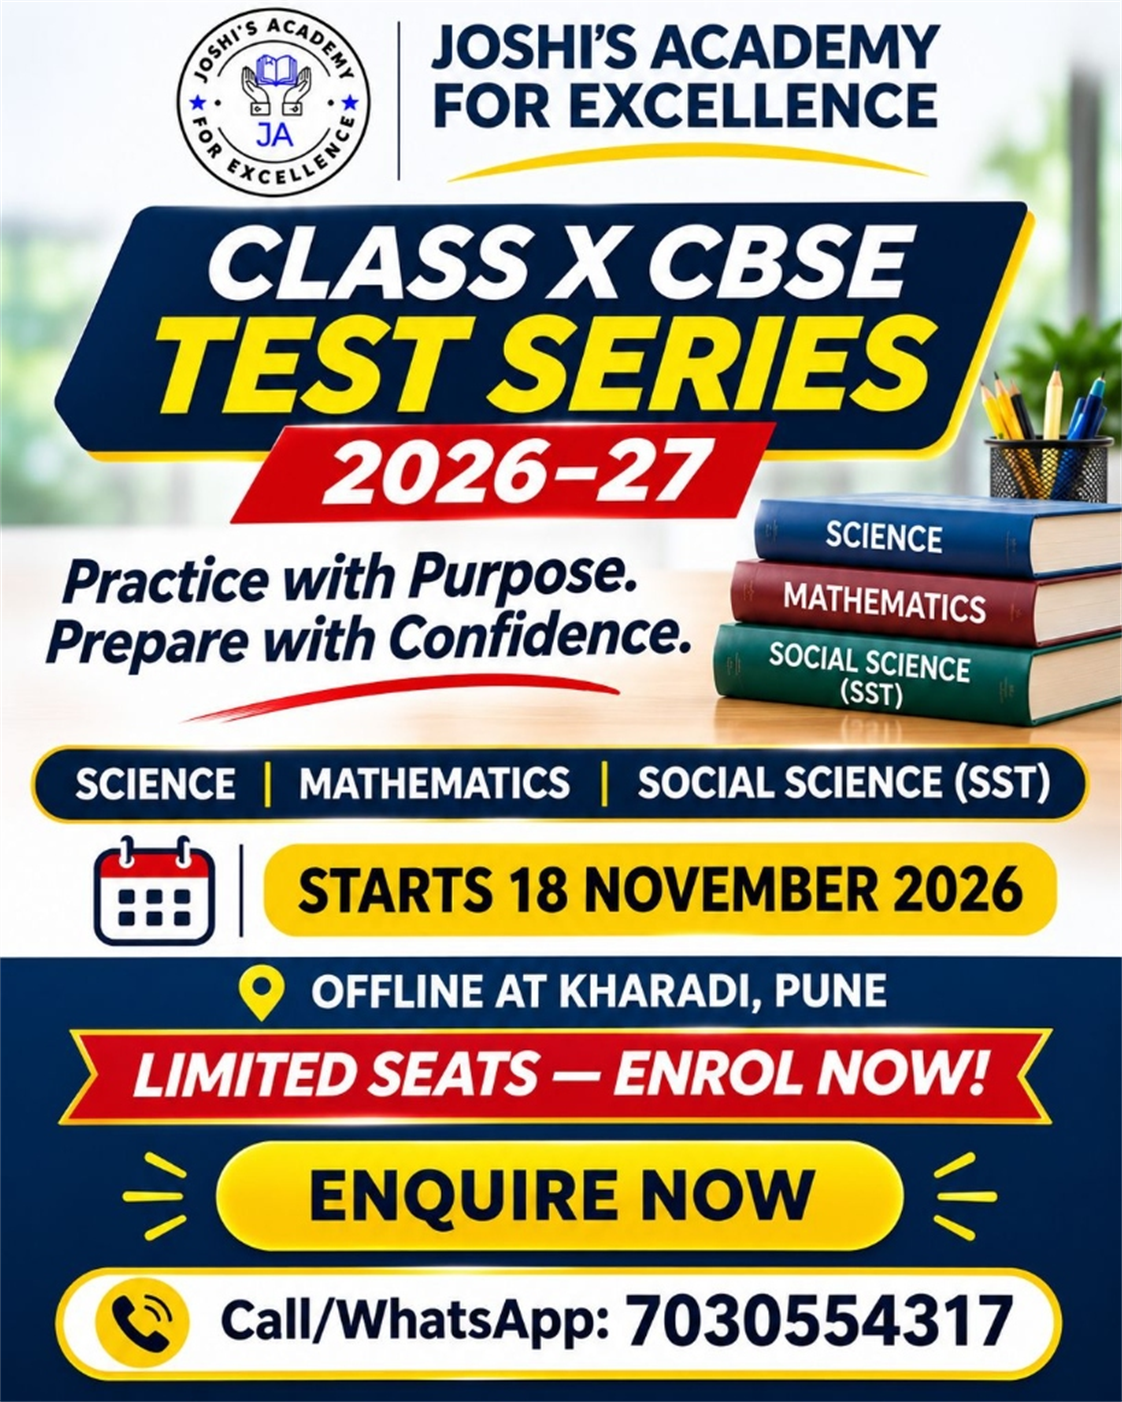 JOSHI'S ACADEMY
FOR EXCELLENCE
JA
JOSHI'S ACADEMY
FOR EXCELLENCE
CLASS X CBSE
TEST SERIES
2026–27
Practice with Purpose.
Prepare with Confidence.
SCIENCE
MATHEMATICS
SOCIAL SCIENCE
(SST)
SCIENCE | MATHEMATICS | SOCIAL SCIENCE (SST)
STARTS 18 NOVEMBER 2026
OFFLINE AT KHARADI, PUNE
LIMITED SEATS — ENROL NOW!
ENQUIRE NOW
Call/WhatsApp: 7030554317